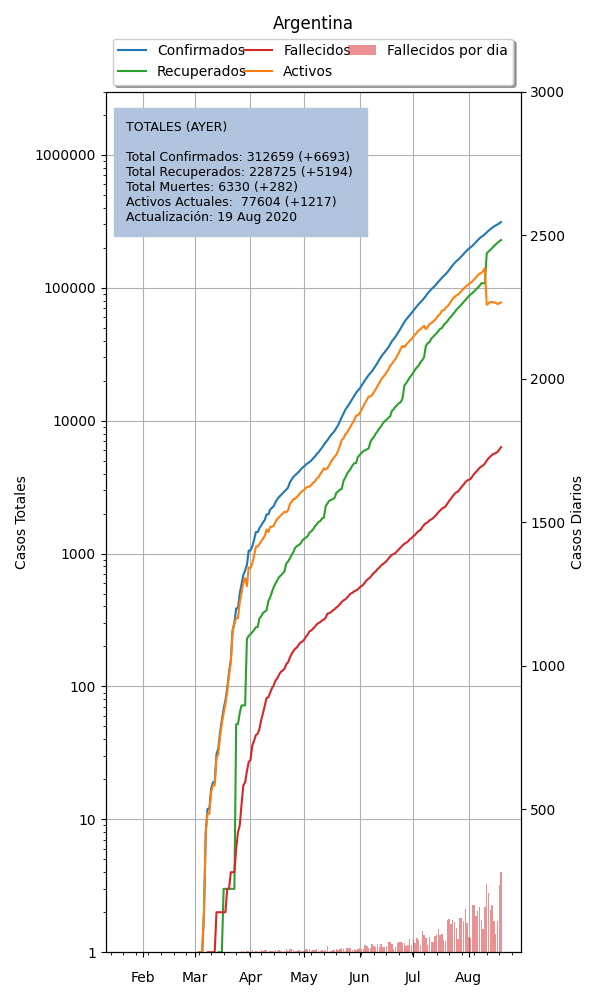 Argentina
Confirmados
Recuperados
Fallecidos
Activos
Fallecidos por dia
TOTALES (AYER)
Total Confirmados: 312659 (+6693)
Total Recuperados: 228725 (+5194)
Total Muertes: 6330 (+282)
Activos Actuales:  77604 (+1217)
Actualización: 19 Aug 2020
1000000
100000
10000
1000
100
10
1
Casos Totales
3000
2500
2000
1500
1000
500
Casos Diarios
Feb
Mar
Apr
May
Jun
Jul
Aug